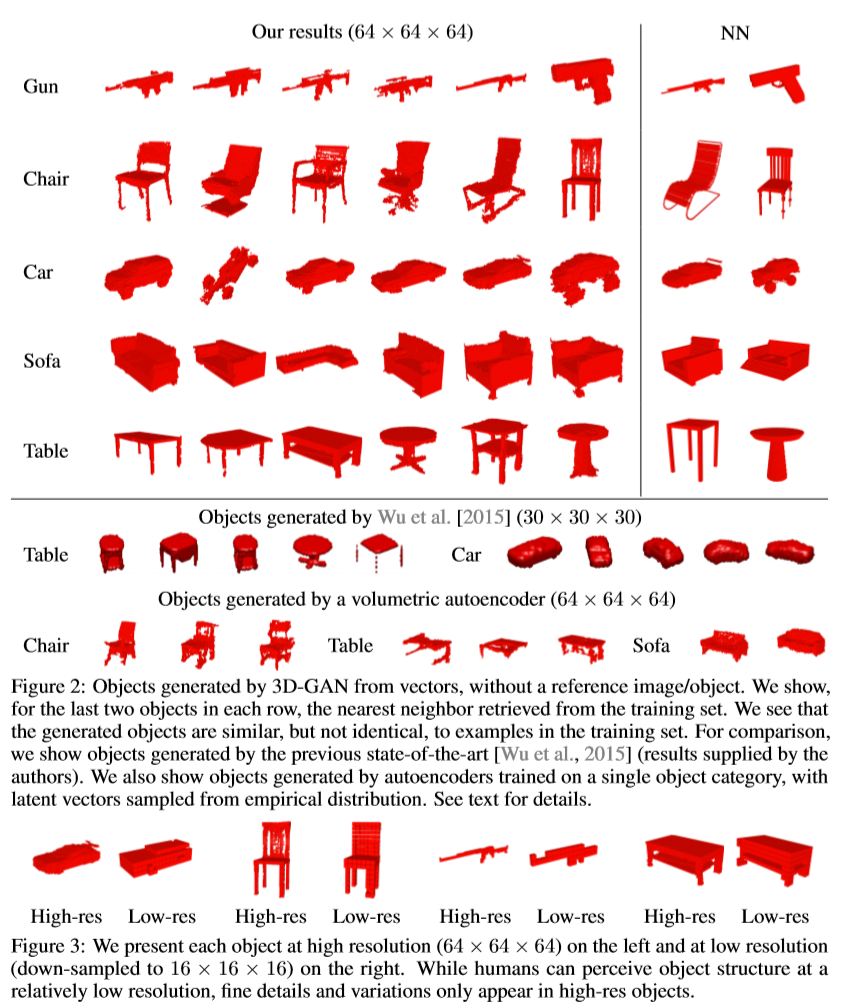 Our results (64 × 64 × 64)
NN
Gun
Chair
Car
Sofa
Table
Objects generated by Wu et al. [2015] (30 × 30 × 30)
Table
Car
Objects generated by a volumetric autoencoder (64 × 64 × 64)
Chair
Table
Sofa
Figure 2: Objects generated by 3D-GAN from vectors, without a reference image/object. We show,
for the last two objects in each row, the nearest neighbor retrieved from the training set. We see that
the generated objects are similar, but not identical, to examples in the training set. For comparison,
we show objects generated by the previous state-of-the-art [Wu et al., 2015] (results supplied by the
authors). We also show objects generated by autoencoders trained on a single object category, with
latent vectors sampled from empirical distribution. See text for details.
High-res Low-res High-res Low-res High-res Low-res High-res Low-res
Figure 3: We present each object at high resolution (64 × 64 × 64) on the left and at low resolution
(down-sampled to 16 × 16 × 16) on the right. While humans can perceive object structure at a
relatively low resolution, fine details and variations only appear in high-res objects.